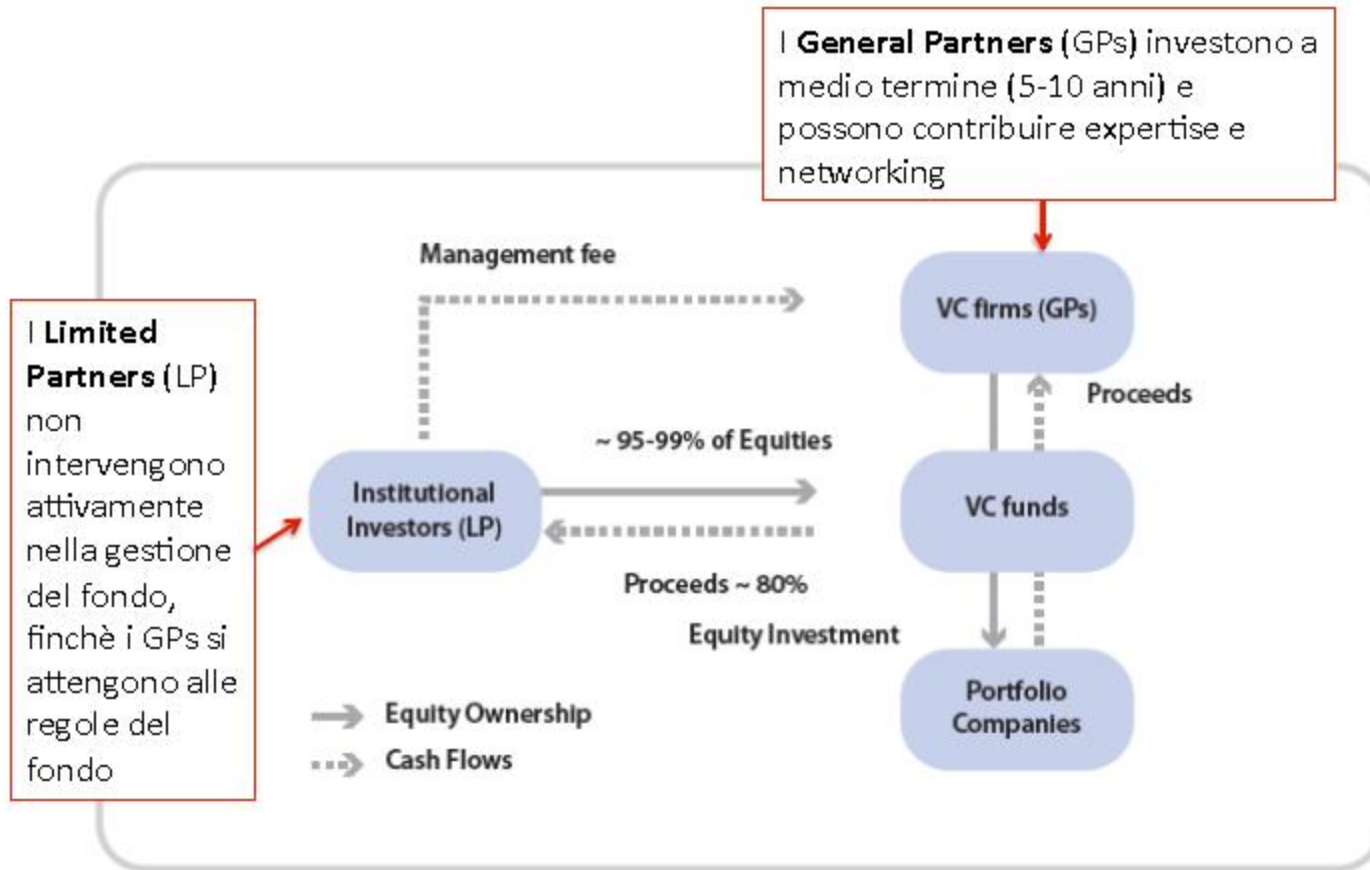 I General Partners (GPs) investono a
medio termine (5-10 anni) e
possono contribuire expertise e
networking
Management fee
VC firms (GPs)
I Limited
Partners (LP)
non
intervengono
attivamente
nella gestione
del fondo,
finchè i GPs si
attengono alle
regole del
fondo
Proceeds
~ 95-99% of Equities
Institutional
Investors (LP)
VC funds
Proceeds ~ 80%
Equity Investment
Portfolio
Companies
Equity Ownership
Cash Flows